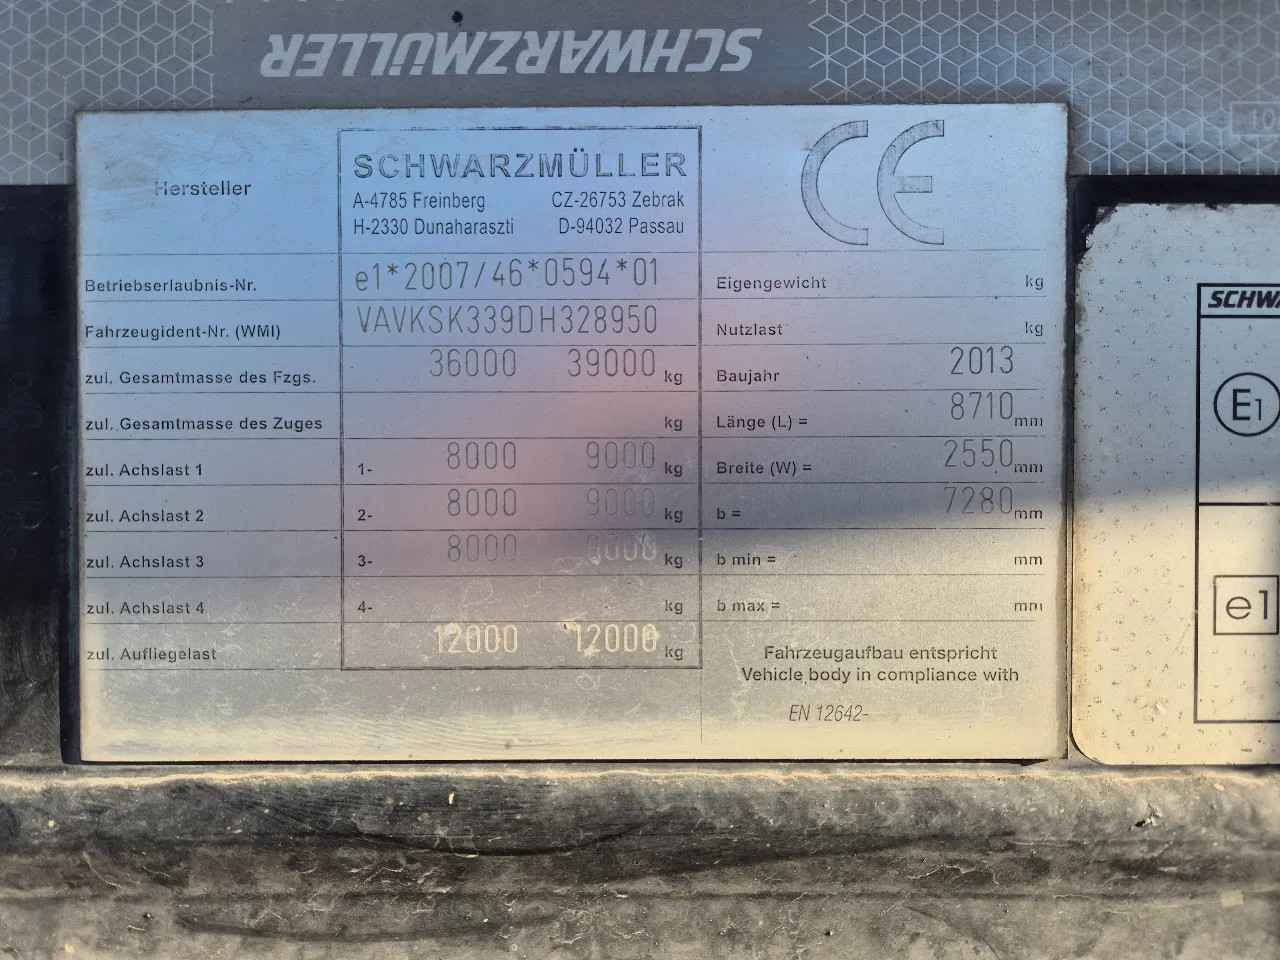 SCHWARZMÜLLER
10
Hersteller
SCHWARZMÜLLER
A-4785 Freinberg CZ-26753 Zebrak
H-2330 Dunaharaszti D-94032 Passau
CE
Betriebserlaubnis-Nr. e1*2007/46*0594*01
Eigengewicht kg
Fahrzeugident-Nr. (WMI) VAVKSK339DH328950
Nutzlast kg
zul. Gesamtmasse des Fzgs. 36000 39000 kg
Baujahr 2013
zul. Gesamtmasse des Zuges kg
Länge (L) = 8710 mm
zul. Achslast 1 1- 8000 9000 kg
Breite (W) = 2550 mm
zul. Achslast 2 2- 8000 9000 kg
b = 7280 mm
zul. Achslast 3 3- 8000 9000 kg
b min = mm
zul. Achslast 4 4- kg
b max = mm
zul. Aufliegelast 12000 12000 kg
Fahrzeugaufbau entspricht
Vehicle body in compliance with
EN 12642-
SCHWA
E1
e1